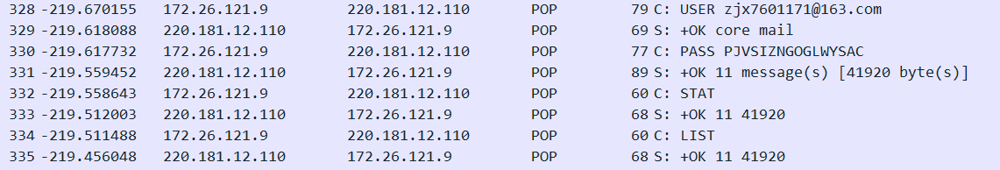 328 -219.670155 172.26.121.9 220.181.12.110 POP 79 C: USER zjx7601171@163.com
329 -219.618088 220.181.12.110 172.26.121.9 POP 69 S: +OK core mail
330 -219.617732 172.26.121.9 220.181.12.110 POP 77 C: PASS PJVSIZNGOGLWYSAC
331 -219.559452 220.181.12.110 172.26.121.9 POP 89 S: +OK 11 message(s) [41920 byte(s)]
332 -219.558643 172.26.121.9 220.181.12.110 POP 60 C: STAT
333 -219.512003 220.181.12.110 172.26.121.9 POP 68 S: +OK 11 41920
334 -219.511488 172.26.121.9 220.181.12.110 POP 60 C: LIST
335 -219.456048 220.181.12.110 172.26.121.9 POP 68 S: +OK 11 41920